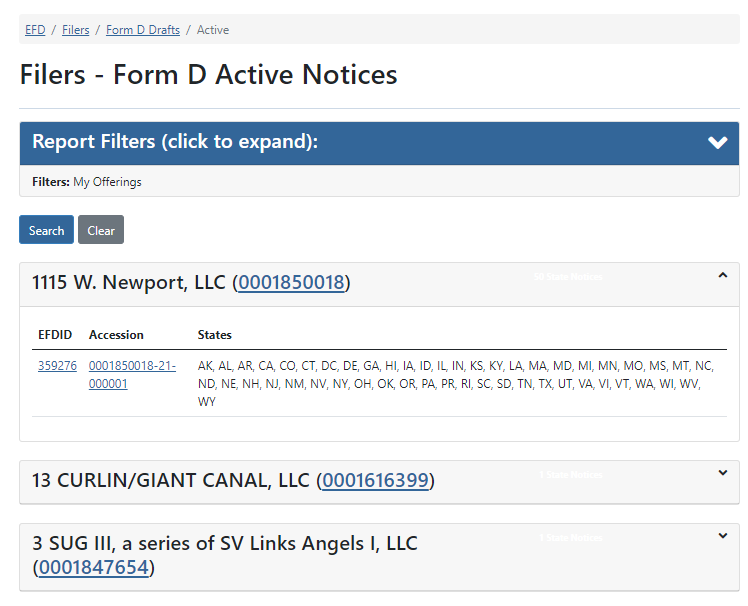 EFD / Filers / Form D Drafts / Active
Filers - Form D Active Notices
Report Filters (click to expand):
Filters: My Offerings
Search Clear
1115 W. Newport, LLC (0001850018) 50 State Notices
EFDID Accession States
359276 0001850018-21- AK, AL, AR, CA, CO, CT, DC, DE, GA, HI, IA, ID, IL, IN, KS, KY, LA, MA, MD, MI, MN, MO, MS, MT, NC,
000001 ND, NE, NH, NJ, NM, NV, NY, OH, OK, OR, PA, PR, RI, SC, SD, TN, TX, UT, VA, VI, VT, WA, WI, WV,
WY
13 CURLIN/GIANT CANAL, LLC (0001616399) State Notices
3 SUG III, a series of SV Links Angels I, LLC 1 State Notices
(0001847654)